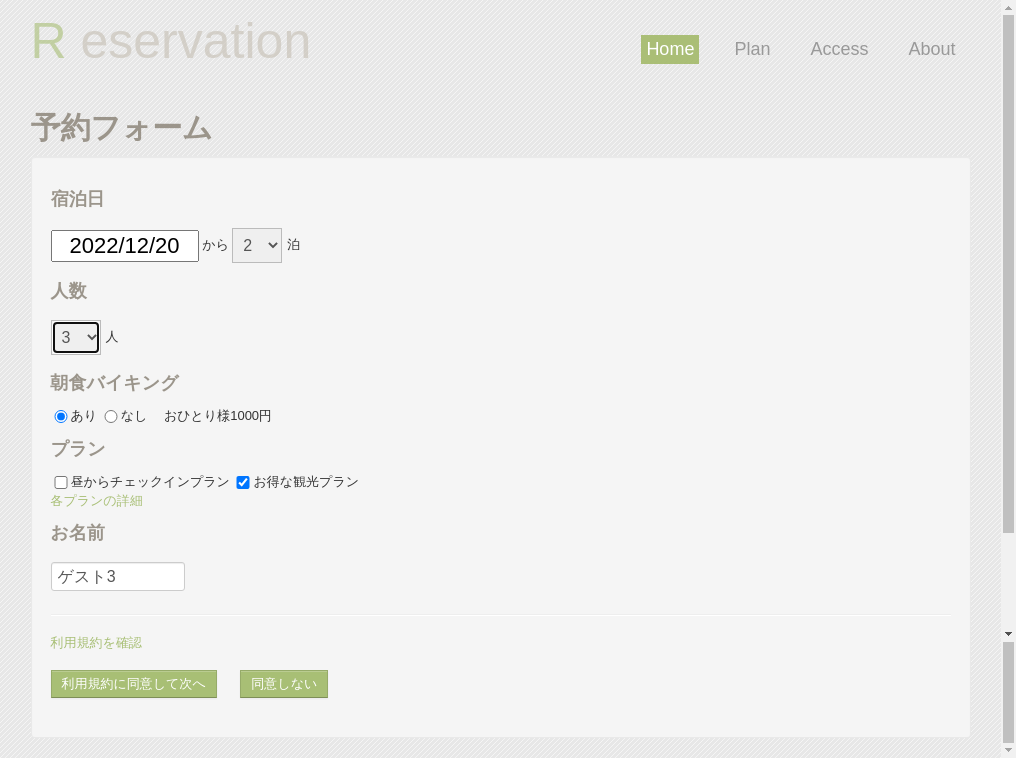 R eservation
Home Plan Access About
予約フォーム
宿泊日
2022/12/20 から 2 泊
人数
3 人
朝食バイキング
あり なし おひとり様1000円
プラン
昼からチェックインプラン お得な観光プラン
各プランの詳細
お名前
ゲスト3
利用規約を確認
利用規約に同意して次へ 同意しない